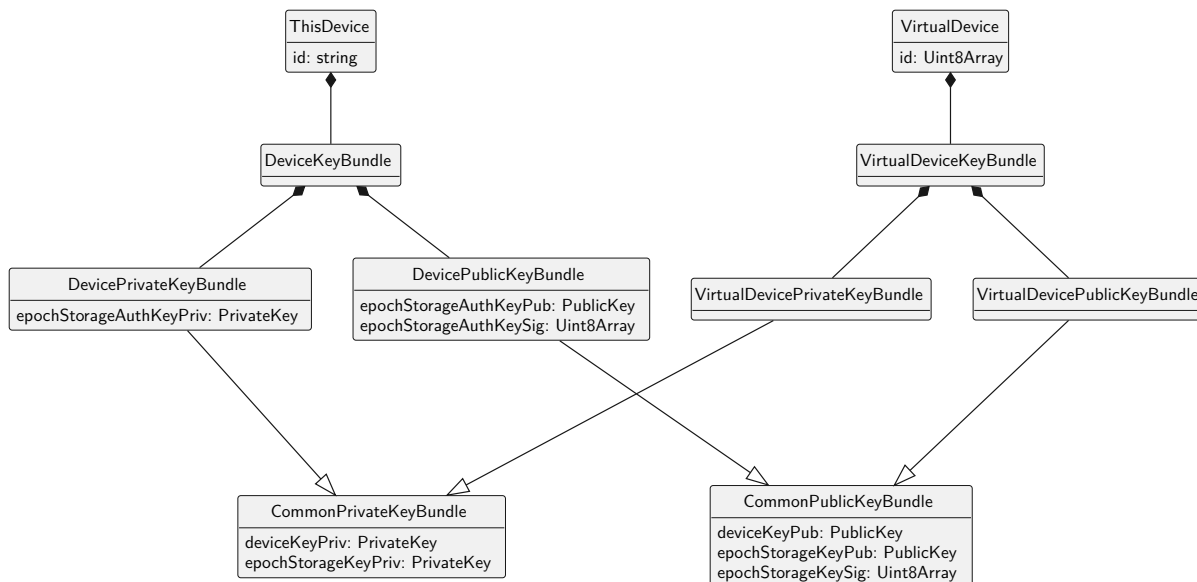 ThisDevice
id: string
VirtualDevice
id: Uint8Array
DeviceKeyBundle
VirtualDeviceKeyBundle
DevicePrivateKeyBundle
epochStorageAuthKeyPriv: PrivateKey
DevicePublicKeyBundle
epochStorageAuthKeyPub: PublicKey
epochStorageAuthKeySig: Uint8Array
VirtualDevicePrivateKeyBundle
VirtualDevicePublicKeyBundle
CommonPrivateKeyBundle
deviceKeyPriv: PrivateKey
epochStorageKeyPriv: PrivateKey
CommonPublicKeyBundle
deviceKeyPub: PublicKey
epochStorageKeyPub: PublicKey
epochStorageKeySig: Uint8Array